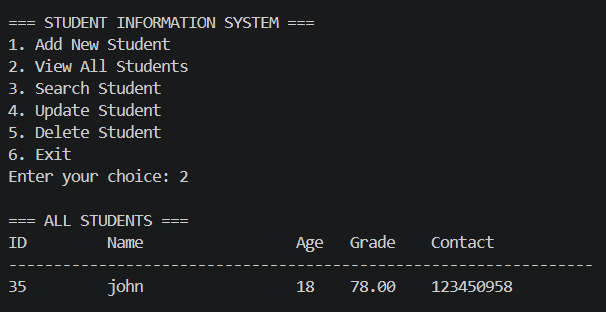 === STUDENT INFORMATION SYSTEM ===
1. Add New Student
2. View All Students
3. Search Student
4. Update Student
5. Delete Student
6. Exit
Enter your choice: 2
=== ALL STUDENTS ===
ID         Name                 Age   Grade    Contact
-----------------------------------------------------------------
35         john                 18    78.00    123450958